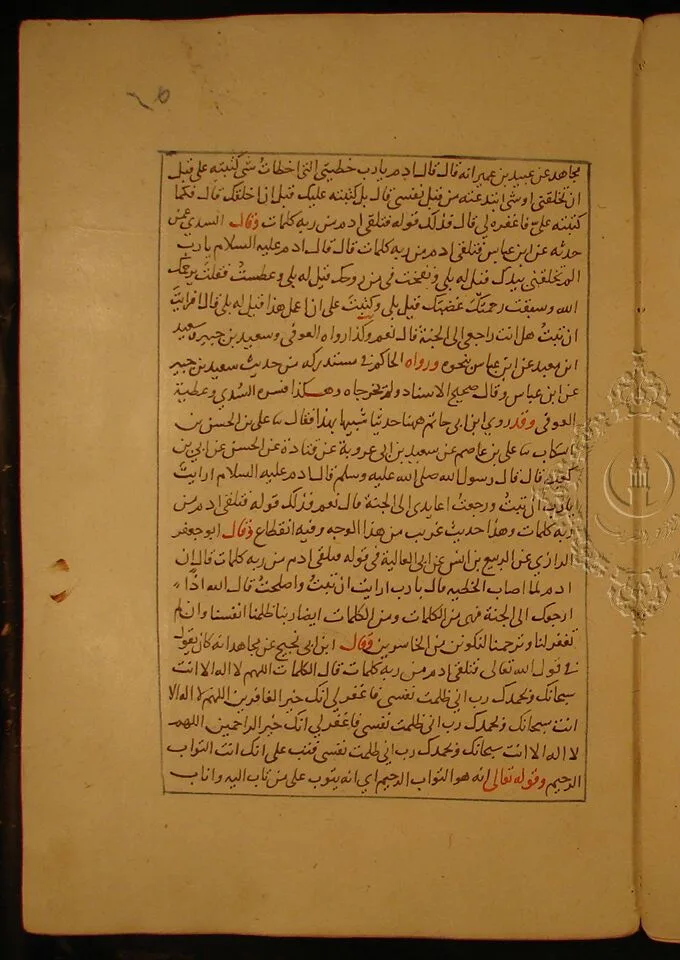 ٦٥
مجاهد عن عبيد بن عمير انه قال قال ادم يا رب خطيتي التي اخطات شي كتبته علي قبل
ان تخلقني او شي ابتدعته من قبل نفسي قال بل كتبته عليك قبل ان اخلقك قال فكما
كتبته علي فاغفره لي قال فذلك قوله فتلقى ادم من ربه كلمات وقال السدي عمن
حدثه عن ابن عباس فتلقى ادم من ربه كلمات قال قال ادم عليه السلام يا رب
الم تخلقني بيدك قيل له بلى ونفخت في من روحك قيل له بلى وعطست فقلت يرحمك
الله وسبقت رحمتك غضبك قيل بلى وكتبت على ان اعمل هذا قيل له بلى قال افرايت
ان تبت هل انت راجعي الى الجنة قال نعم وكذا رواه العوفي وسعيد بن جبير وسعيد
ابن معبد عن ابن عباس بنحوه ورواه الحاكم في مستدركه من حديث سعيد بن جبير
عن ابن عباس وقال صحيح الاسناد ولم يخرجاه وهكذا فسره السدي وعطية
العوفي وقد روي ابن ابي حاتم ههنا حديثا شبيها بهذا فقال ثنا علي بن الحسن بن
اسكاب ثنا علي بن عاصم عن سعيد بن ابي عروبة عن قتادة عن الحسن عن ابي بن
كعب قال قال رسول الله صلى الله عليه وسلم قال ادم عليه السلام ارايت
يا رب ان تبت ورجعت اعايدي الى الجنة قال نعم فذلك قوله فتلقى ادم من
ربه كلمات وهذا حديث غريب من هذا الوجه وفيه انقطاع وقال ابو جعفر
الرازي عن الربيع بن انس عن ابي العالية في قوله فتلقى ادم من ربه كلمات قال ان
ادم لما اصاب الخطيه قال يا رب ارايت ان تبت واصلحت قال الله اذا
ارجعك الى الجنة فهي من الكلمات ومن الكلمات ايضا ربنا ظلمنا انفسنا وان لم
تغفر لنا وترحمنا لنكونن من الخاسرين وقال ابن ابي نجيح عن مجاهد انه كان يقول
في قول الله تعالى فتلقى ادم من ربه كلمات قال الكلمات اللهم لا اله الا انت
سبحانك وبحمدك رب اني ظلمت نفسي فاغفر لي انك خير الغافرين اللهم لا اله الا
انت سبحانك وبحمدك رب اني ظلمت نفسي فاغفر لي انك خير الراحمين اللهم
لا اله الا انت سبحانك وبحمدك رب اني ظلمت نفسي فتب علي انك انت التواب
الرحيم وقوله تعالى انه هو التواب الرحيم اي انه يتوب على من تاب اليه واناب